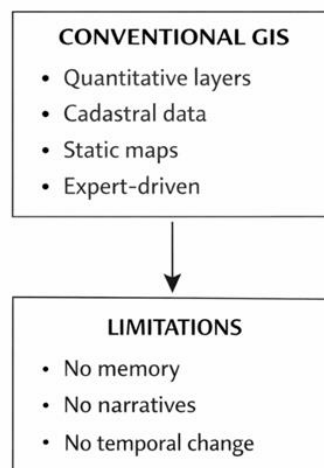 CONVENTIONAL GIS
• Quantitative layers
• Cadastral data
• Static maps
• Expert-driven
LIMITATIONS
• No memory
• No narratives
• No temporal change